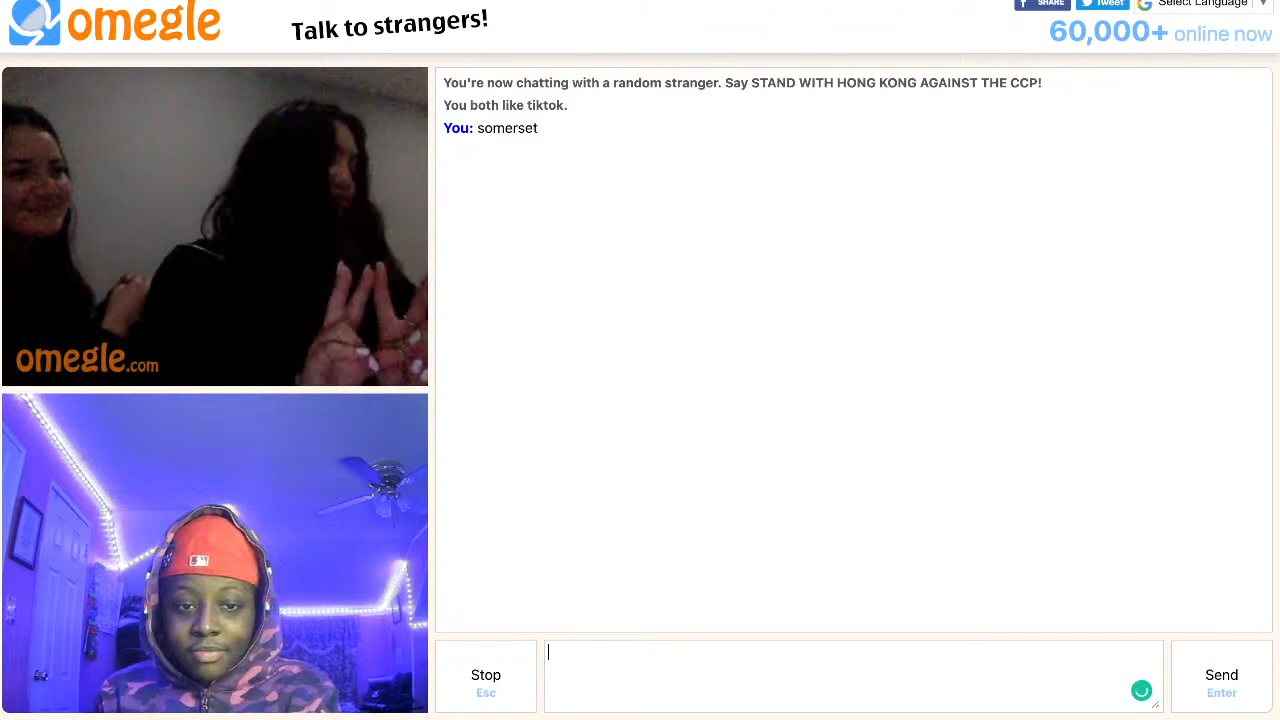 omegle
Talk to strangers!
SHARE
Tweet
Select Language
60,000+ online now
You're now chatting with a random stranger. Say STAND WITH HONG KONG AGAINST THE CCP!
You both like tiktok.
You: somerset
omegle.com
Stop
Esc
Send
Enter